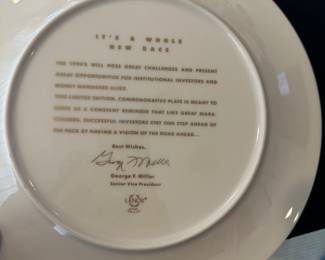 IT'S A WHOLE
NEW RACE
THE 1990'S WILL POSE GREAT CHALLENGES AND PRESENT
GREAT OPPORTUNITIES FOR INSTITUTIONAL INVESTORS AND
MONEY MANAGERS ALIKE.
THIS LIMITED EDITION, COMMEMORATIVE PLATE IS MEANT TO
SERVE AS A CONSTANT REMINDER THAT LIKE GREAT MARA-
THONERS, SUCCESSFUL INVESTORS STAY ONE STEP AHEAD OF
THE PACK BY HAVING A VISION OF THE ROAD AHEAD...
Best Wishes,
George F. Miller
Senior Vice President
LENOX